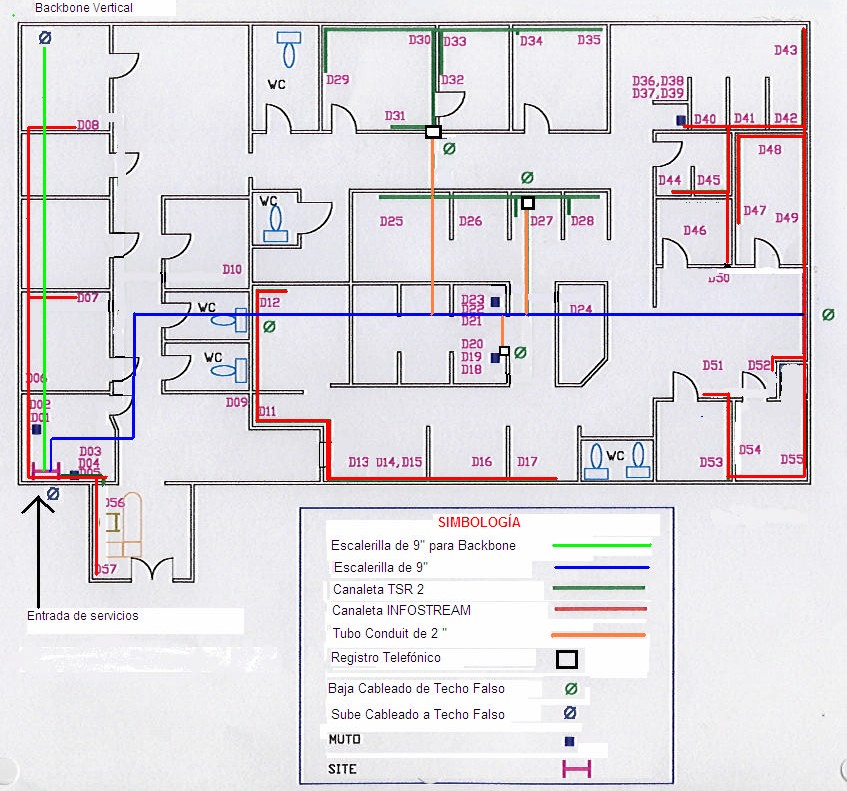 Backbone Vertical
D30 D33 D34 D35 D43
D29 D32
WC
D36,D38
D37,D39
D31 D40 D41 D42
D08
D48
D44 D45
WC
D25 D26 D27 D28
D47 D49
D46
D10
D50
D07 D12 D23
D22
D21
D24
WC
D20
D19
D18
WC
D51 D52
D06
D02
D01
D09 D11
D03
D04
D05
D13 D14,D15 D16 D17
WC
D53 D54 D55
D56
D57
Entrada de servicios
SIMBOLOGÍA
Escalerilla de 9" para Backbone
Escalerilla de 9"
Canaleta TSR 2
Canaleta INFOSTREAM
Tubo Conduit de 2 "
Registro Telefónico
Baja Cableado de Techo Falso
Sube Cableado a Techo Falso
MUTO
SITE